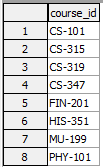 course_id
1 CS-101
2 CS-315
3 CS-319
4 CS-347
5 FIN-201
6 HIS-351
7 MU-199
8 PHY-101